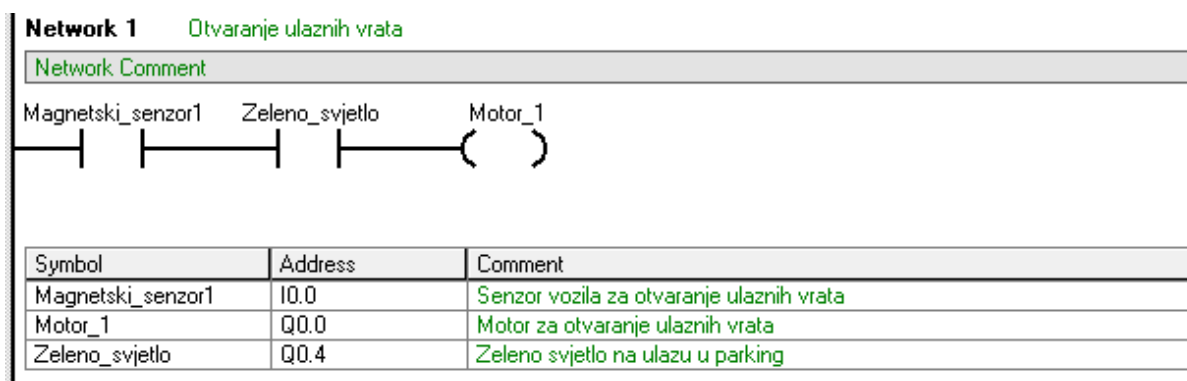 Network 1 Otvaranje ulaznih vrata
Network Comment
Magnetski_senzor1 Zeleno_svjetlo Motor_1
Symbol Address Comment
Magnetski_senzor1 I0.0 Senzor vozila za otvaranje ulaznih vrata
Motor_1 Q0.0 Motor za otvaranje ulaznih vrata
Zeleno_svjetlo Q0.4 Zeleno svjetlo na ulazu u parking